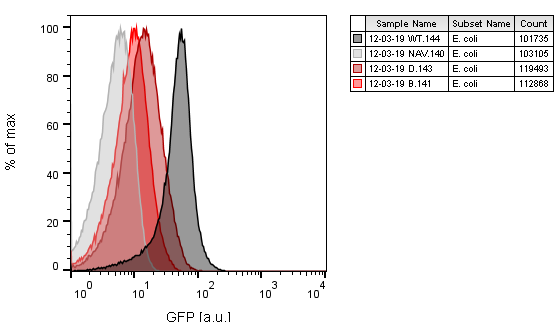 100
80
60
40
20
0
% of max
10^0 10^1 10^2 10^3 10^4
GFP [a.u.]
Sample Name Subset Name Count
12-03-19 WT.144 E. coli 101735
12-03-19 NAV.140 E. coli 103105
12-03-19 D.143 E. coli 119493
12-03-19 B.141 E. coli 112868